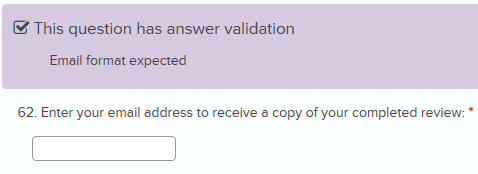 This question has answer validation
Email format expected
62. Enter your email address to receive a copy of your completed review: *